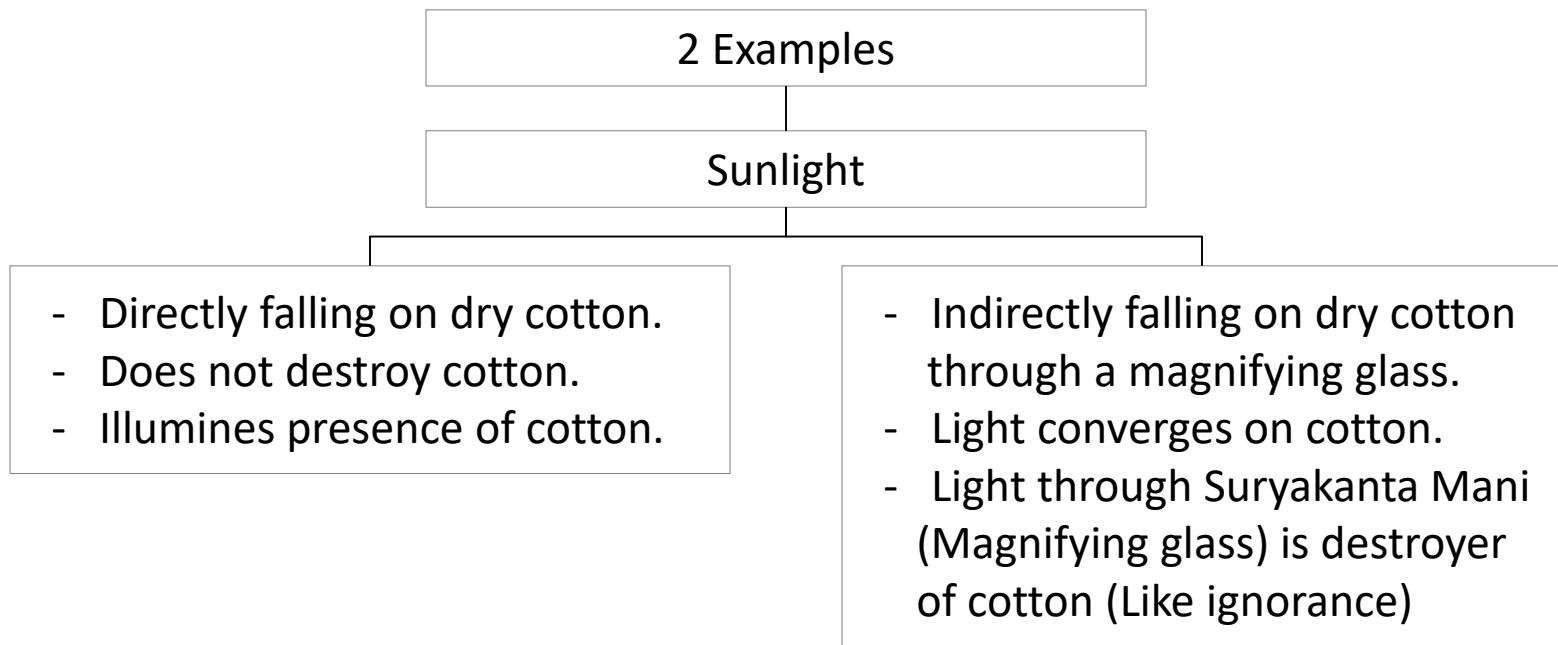 2 Examples
Sunlight
- Directly falling on dry cotton.
- Does not destroy cotton.
- Illumines presence of cotton.
- Indirectly falling on dry cotton
through a magnifying glass.
- Light converges on cotton.
- Light through Suryakanta Mani
(Magnifying glass) is destroyer
of cotton (Like ignorance)